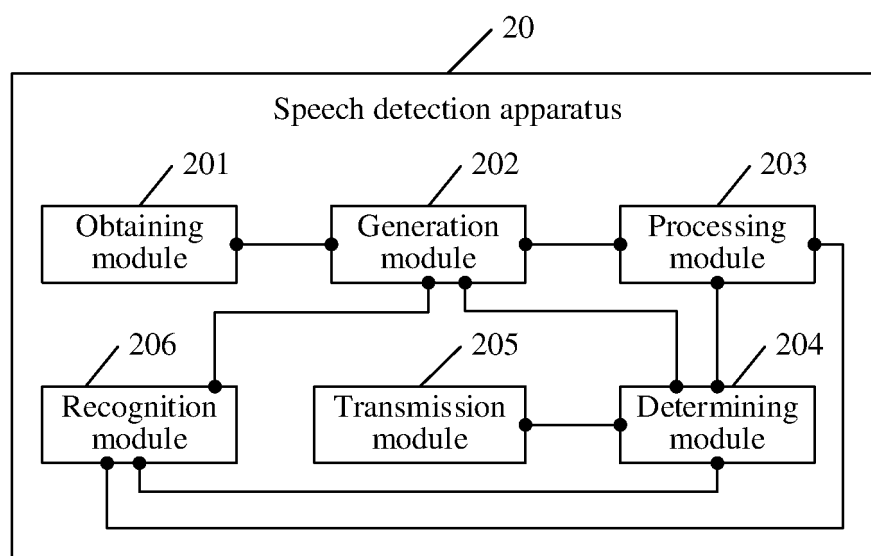 20
Speech detection apparatus
201
202
203
Obtaining
module
Generation
module
Processing
module
206
205
204
Recognition
module
Transmission
module
Determining
module